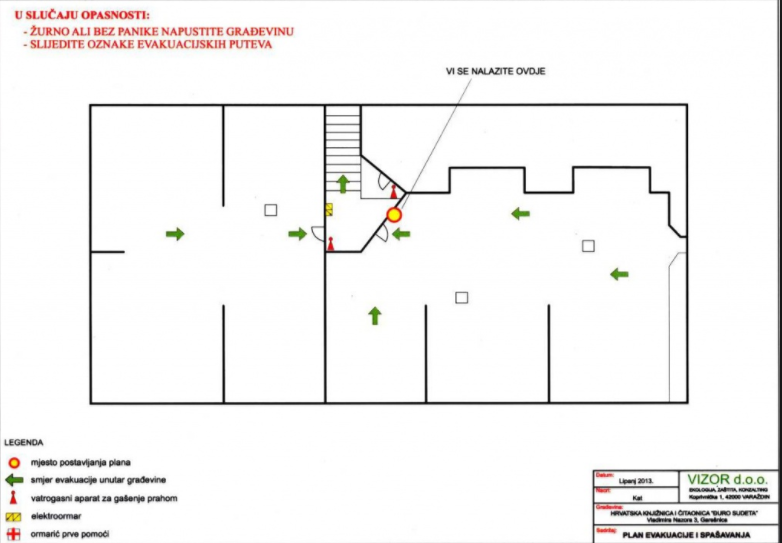 U SLUČAJU OPASNOSTI:
- ŽURNO ALI BEZ PANIKE NAPUSTITE GRAĐEVINU
- SLIJEDITE OZNAKE EVAKUACIJSKIH PUTEVA
VI SE NALAZITE OVDJE
LEGENDA
mjesto postavljanja plana
smjer evakuacije unutar građevine
vatrogasni aparat za gašenje prahom
elektroormar
ormarić prve pomoći
Datum:
Lipanj 2013.
Nacrt:
Kat
VIZOR d.o.o.
EKOLOGIJA, ZAŠTITA, KONZALTING
Koprivnička 1, 42000 VARAŽDIN
Građevina:
HRVATSKA KNJIŽNICA I ČITAONICA "ĐURO SUDETA"
Vladimira Nazora 3, Garešnica
Sadržaj:
PLAN EVAKUACIJE I SPAŠAVANJA